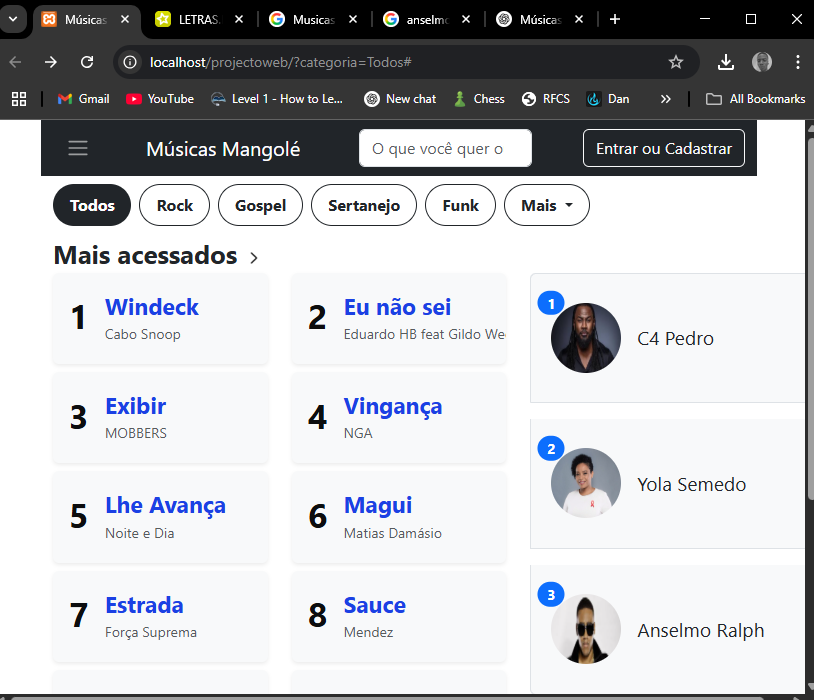 Músicas
LETRAS.
Musicas
anselmo
Músicas
localhost/projectoweb/?categoria=Todos#
Gmail
YouTube
Level 1 - How to Le...
New chat
Chess
RFCS
Dan
All Bookmarks
Músicas Mangolé
O que você quer o
Entrar ou Cadastrar
Todos
Rock
Gospel
Sertanejo
Funk
Mais
Mais acessados
1
Windeck
Cabo Snoop
2
Eu não sei
Eduardo HB feat Gildo We
3
Exibir
MOBBERS
4
Vingança
NGA
5
Lhe Avança
Noite e Dia
6
Magui
Matias Damásio
7
Estrada
Força Suprema
8
Sauce
Mendez
1
C4 Pedro
2
Yola Semedo
3
Anselmo Ralph